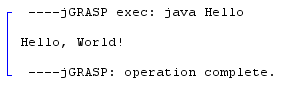 ----jGRASP exec: java Hello
Hello, World!
----jGRASP: operation complete.